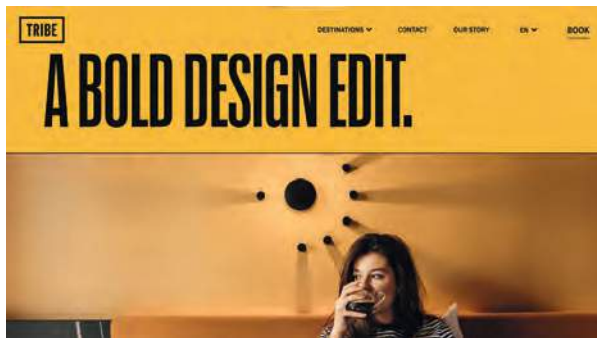 TRIBE
DESTINATIONS
CONTACT
OUR STORY
EN
BOOK
A BOLD DESIGN EDIT.